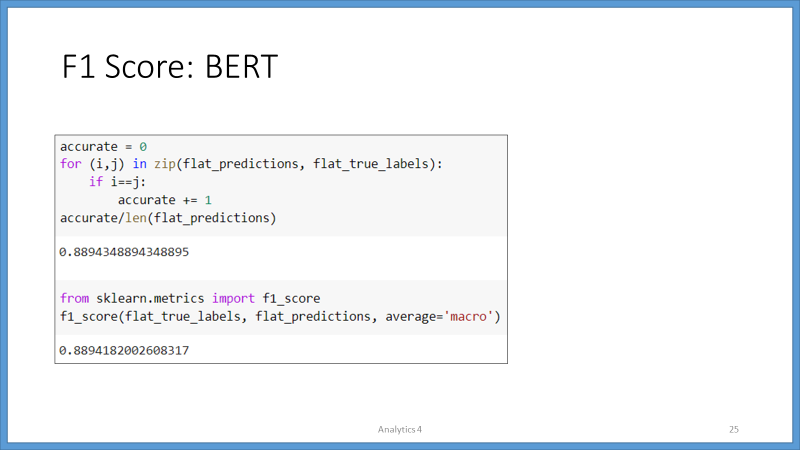 F1 Score: BERT
accurate = 0
for (i,j) in zip(flat_predictions, flat_true_labels):
    if i==j:
        accurate += 1
accurate/len(flat_predictions)
0.8894348894348895
from sklearn.metrics import f1_score
f1_score(flat_true_labels, flat_predictions, average='macro')
0.8894182002608317
Analytics 4
25